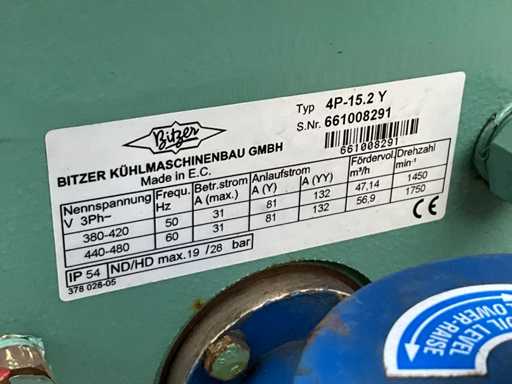 Bitzer
Typ 4P-15.2 Y
S.Nr. 661008291
661008291
BITZER KÜHLMASCHINENBAU GMBH
Made in E.C.
Nennspannung Frequ. Betr.strom Anlaufstrom Fördervol. Drehzahl
V 3Ph~ Hz A (max.) A (Y) A (YY) m³/h min⁻¹
380-420 50 31 81 132 47,14 1450
440-480 60 31 81 132 56,9 1750
IP 54 ND/HD max.19 /28 bar
CE
378 028-05
OIL LEVEL
LOWER-RAISE